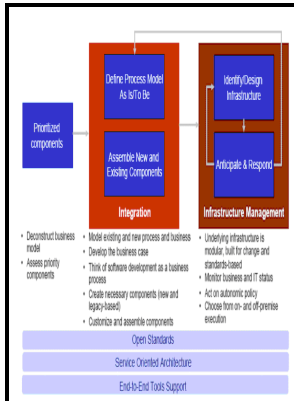 Define Process Model
As Is/To Be
Identify/Design
Infrastructure
Prioritized
components
Assemble New and
Existing Components
Anticipate & Respond
Integration
Infrastructure Management
• Deconstruct business
model
• Assess priority
components
• Model existing and new process and business
• Develop the business case
• Think of software development as a business
process
• Create necessary components (new and
legacy-based)
• Customize and assemble components
• Underlying infrastructure is
modular, built for change and
standards-based
• Monitor business and IT status
• Act on autonomic policy
• Choose from on- and off-premise
execution
Open Standards
Service Oriented Architecture
End-to-End Tools Support